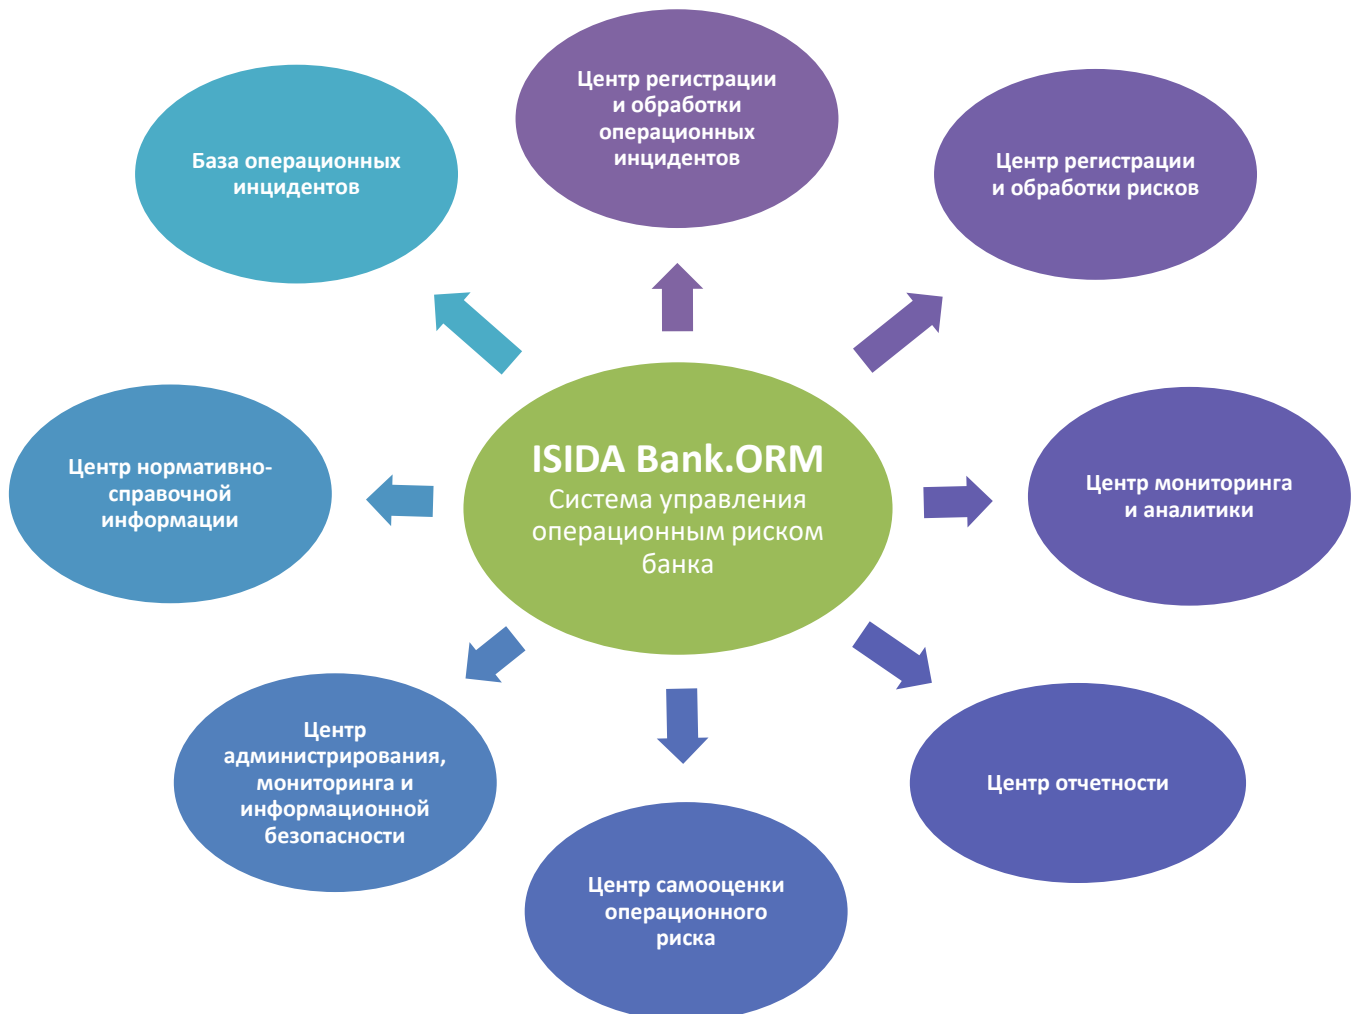 Центр регистрации
и обработки
операционных
инцидентов
База операционных
инцидентов
Центр регистрации
и обработки рисков
ISIDA Bank.ORM
Система управления
операционным риском
банка
Центр нормативно-
справочной
информации
Центр мониторинга
и аналитики
Центр
администрирования,
мониторинга и
информационной
безопасности
Центр отчетности
Центр самооценки
операционного
риска